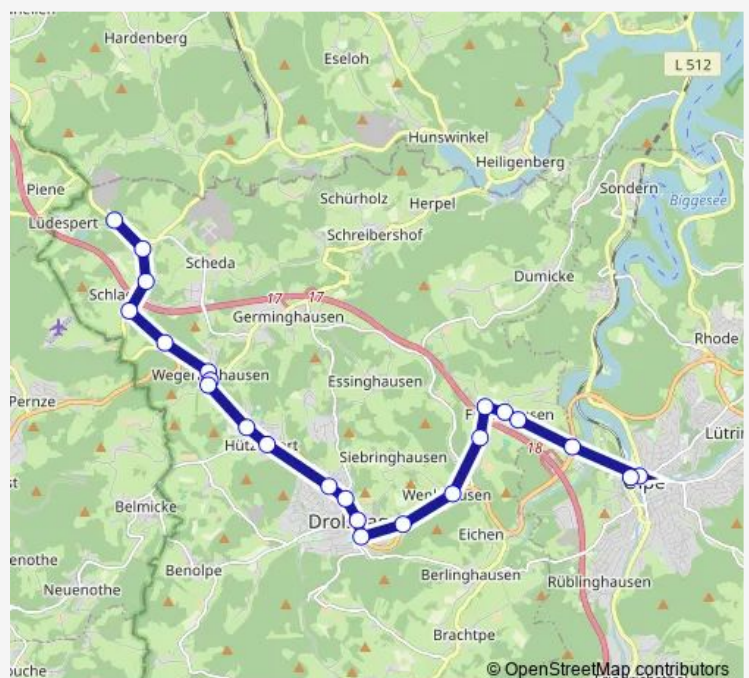 Hardenberg
Eseloh
L 512
Hunswinkel
Heiligenberg
Piene
Sondern
Biggesee
Schürholz
Herpel
Lüdespert
Schreibershof
Scheda
Dumicke
17
17
Germinghausen
Rhode
Essinghausen
Pernze
Siebringhausen
18
Belmicke
Eichen
Benolpe
Berlinghausen
Rüblinghausen
Neuenothe
Brachtpe
© OpenStreetMap contributors